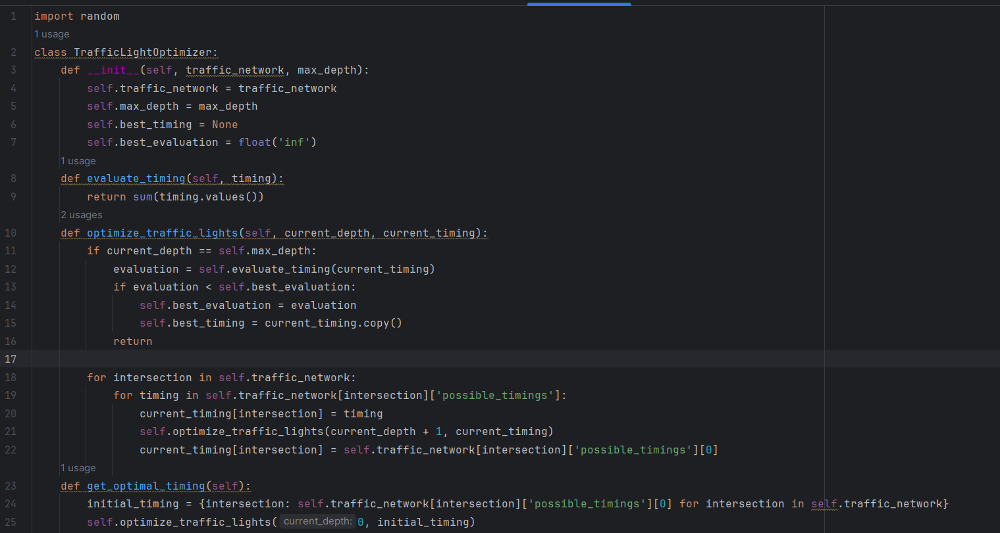 1 import random
1 usage
2 class TrafficLightOptimizer:
3     def __init__(self, traffic_network, max_depth):
4         self.traffic_network = traffic_network
5         self.max_depth = max_depth
6         self.best_timing = None
7         self.best_evaluation = float('inf')
1 usage
8     def evaluate_timing(self, timing):
9         return sum(timing.values())
2 usages
10     def optimize_traffic_lights(self, current_depth, current_timing):
11         if current_depth == self.max_depth:
12             evaluation = self.evaluate_timing(current_timing)
13             if evaluation < self.best_evaluation:
14                 self.best_evaluation = evaluation
15                 self.best_timing = current_timing.copy()
16             return
17
18         for intersection in self.traffic_network:
19             for timing in self.traffic_network[intersection]['possible_timings']:
20                 current_timing[intersection] = timing
21                 self.optimize_traffic_lights(current_depth + 1, current_timing)
22                 current_timing[intersection] = self.traffic_network[intersection]['possible_timings'][0]
1 usage
23     def get_optimal_timing(self):
24         initial_timing = {intersection: self.traffic_network[intersection]['possible_timings'][0] for intersection in self.traffic_network}
25         self.optimize_traffic_lights( current_depth: 0, initial_timing)